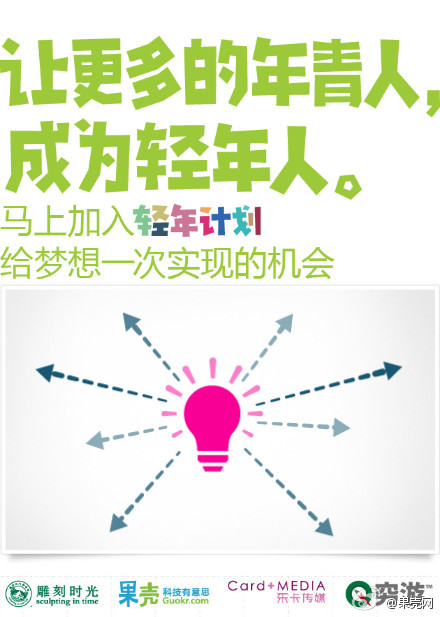 让更多的年青人，
成为轻年人。
马上加入轻年计划
给梦想一次实现的机会
雕刻时光
sculpting in time
果壳 科技有意思
Guokr.com
Card+MEDIA
乐卡传媒
突游
@果壳网